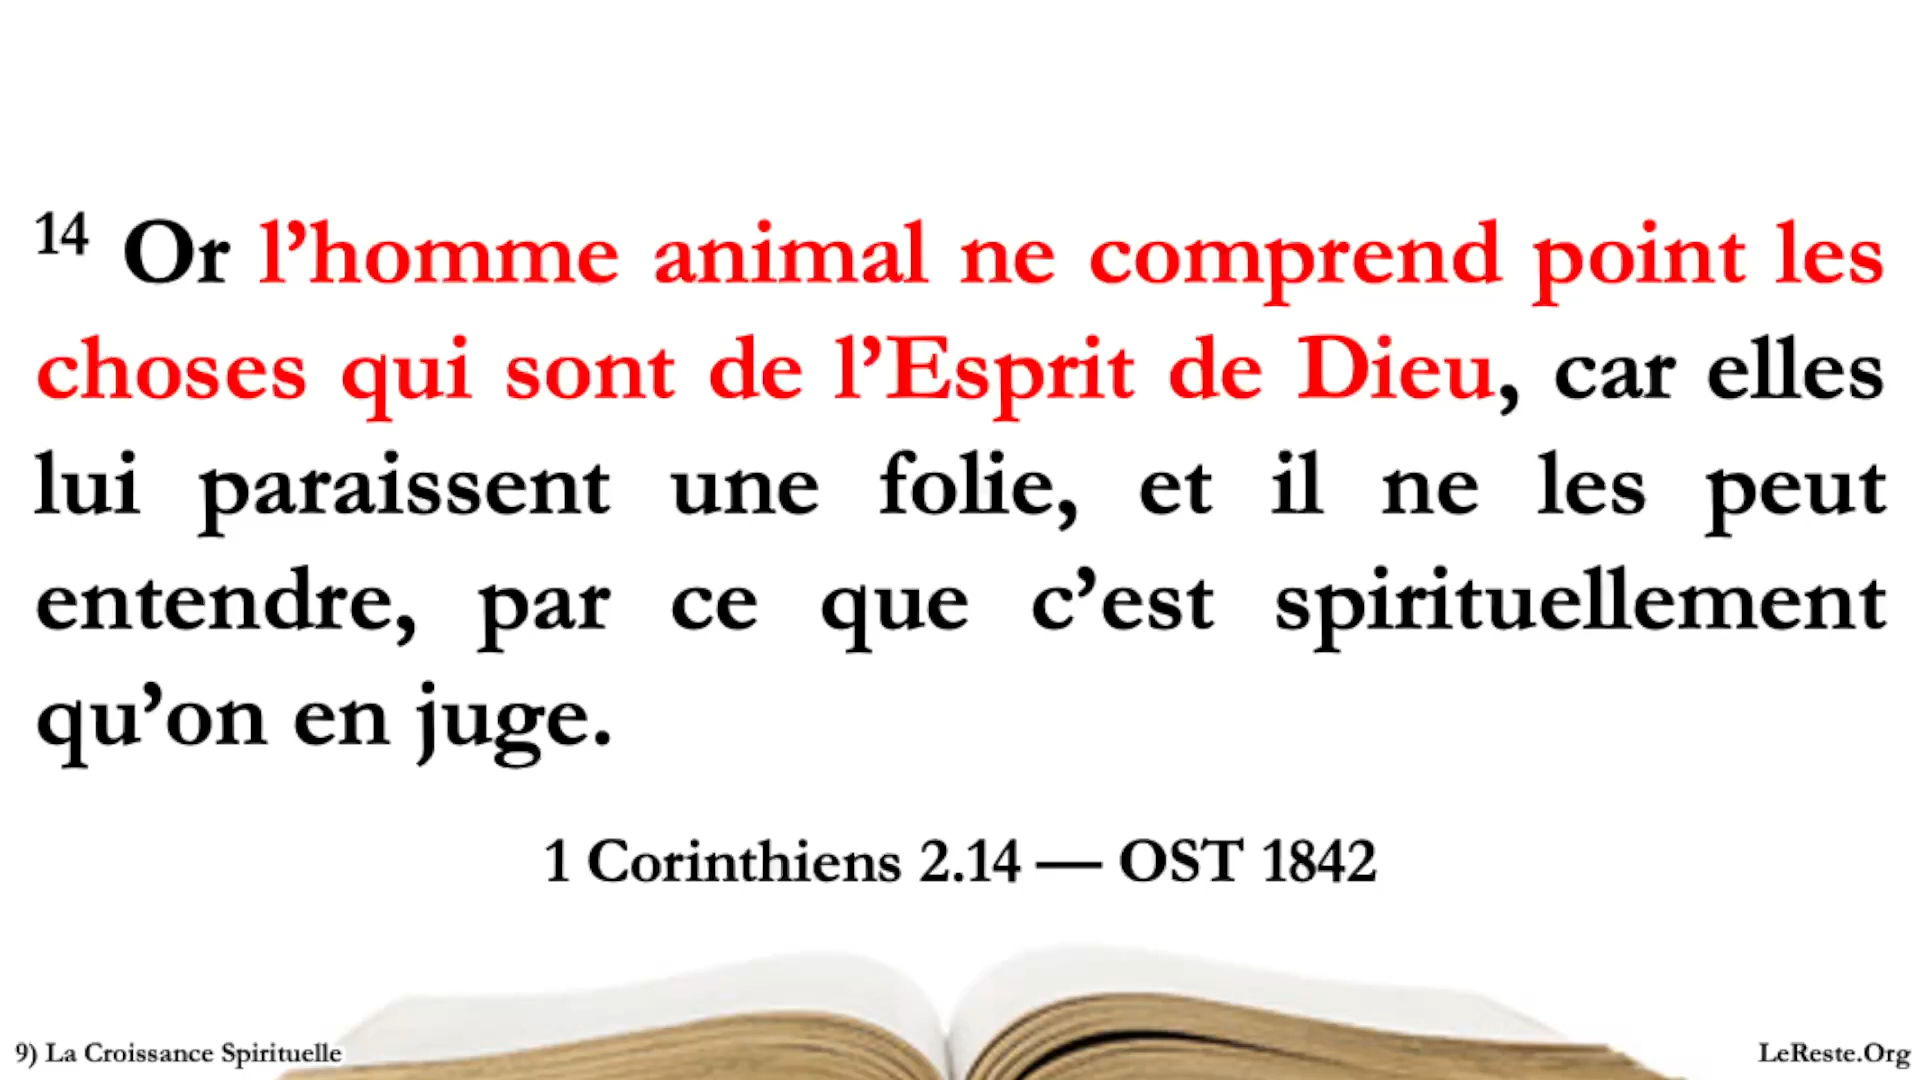 14 Or l’homme animal ne comprend point les
choses qui sont de l’Esprit de Dieu, car elles
lui paraissent une folie, et il ne les peut
entendre, par ce que c’est spirituellement
qu’on en juge.
1 Corinthiens 2.14 — OST 1842
9) La Croissance Spirituelle
LeReste.Org